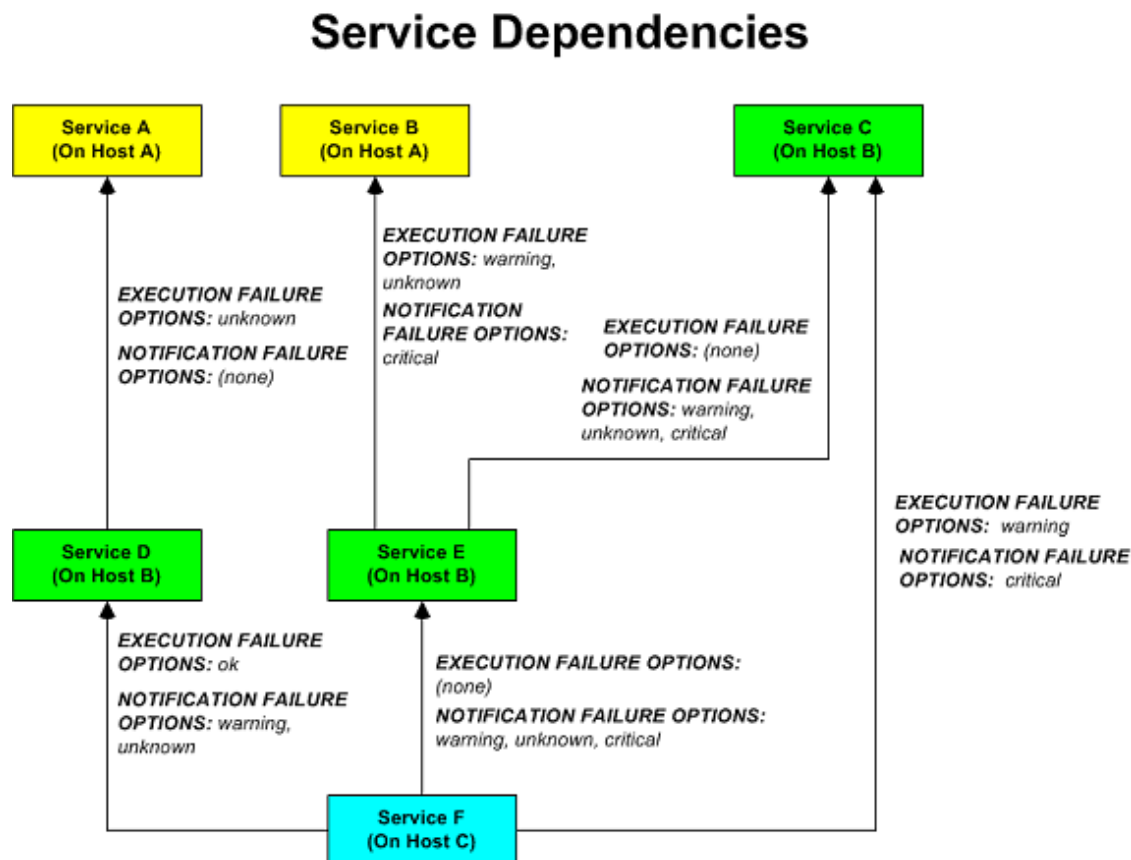 Service Dependencies
Service A
(On Host A)
Service B
(On Host A)
Service C
(On Host B)
EXECUTION FAILURE
OPTIONS: unknown
NOTIFICATION FAILURE
OPTIONS: (none)
EXECUTION FAILURE
OPTIONS: warning,
unknown
NOTIFICATION
FAILURE OPTIONS:
critical
EXECUTION FAILURE
OPTIONS: (none)
NOTIFICATION FAILURE
OPTIONS: warning,
unknown, critical
EXECUTION FAILURE
OPTIONS: warning
NOTIFICATION FAILURE
OPTIONS: critical
Service D
(On Host B)
Service E
(On Host B)
EXECUTION FAILURE
OPTIONS: ok
NOTIFICATION FAILURE
OPTIONS: warning,
unknown
EXECUTION FAILURE OPTIONS:
(none)
NOTIFICATION FAILURE OPTIONS:
warning, unknown, critical
Service F
(On Host C)